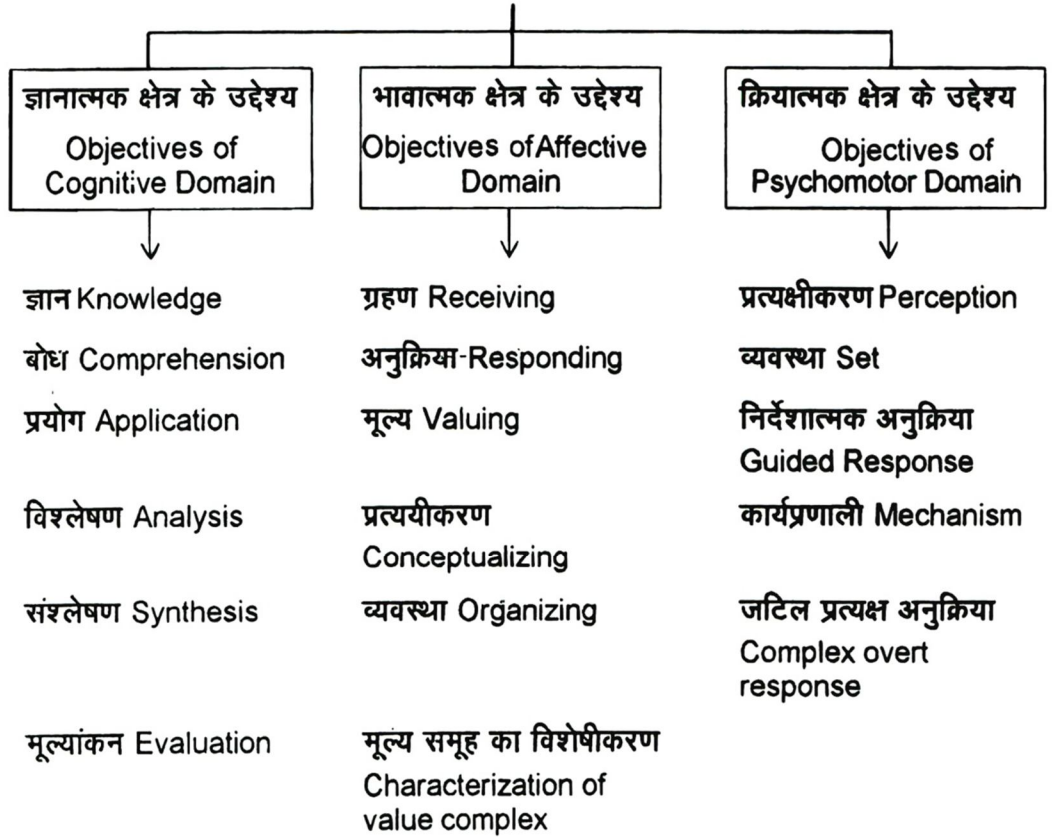 ज्ञानात्मक क्षेत्र के उद्देश्य
Objectives of
Cognitive Domain
भावात्मक क्षेत्र के उद्देश्य
Objectives of Affective
Domain
क्रियात्मक क्षेत्र के उद्देश्य
Objectives of
Psychomotor Domain
ज्ञान Knowledge
बोध Comprehension
प्रयोग Application
विश्लेषण Analysis
संश्लेषण Synthesis
मूल्यांकन Evaluation
ग्रहण Receiving
अनुक्रिया-Responding
मूल्य Valuing
प्रत्ययीकरण
Conceptualizing
व्यवस्था Organizing
मूल्य समूह का विशेषीकरण
Characterization of
value complex
प्रत्यक्षीकरण Perception
व्यवस्था Set
निर्देशात्मक अनुक्रिया
Guided Response
कार्यप्रणाली Mechanism
जटिल प्रत्यक्ष अनुक्रिया
Complex overt
response